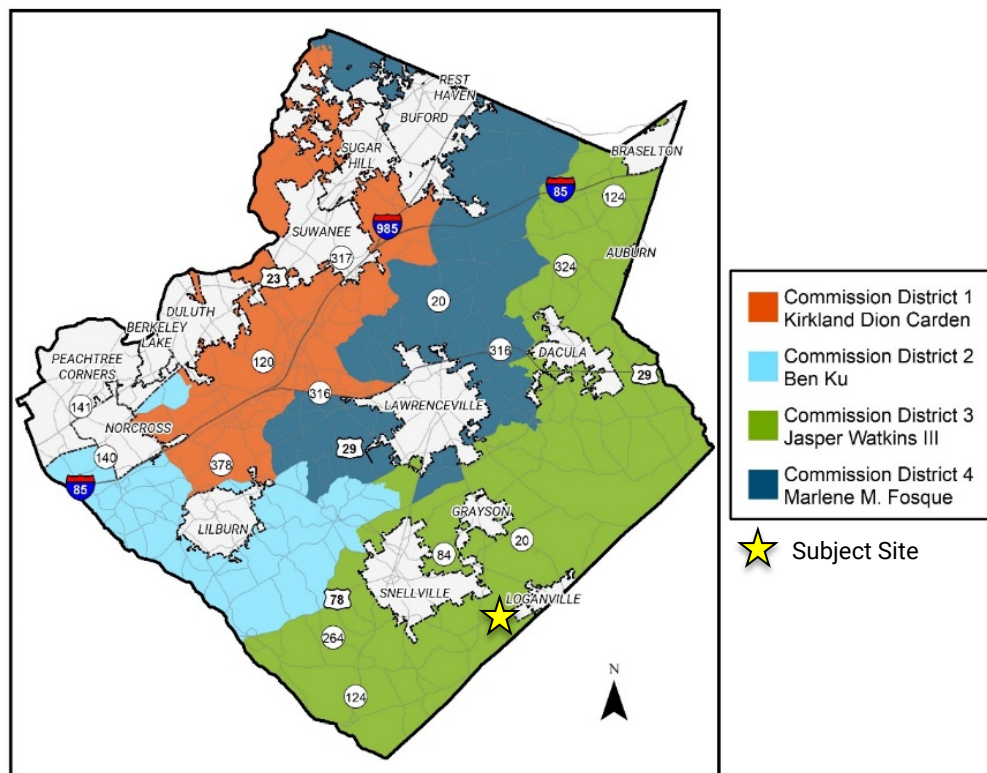 REST
HAVEN
BUFORD
BRASELTON
SUGAR
HILL
85
124
SUWANEE
985
317
AUBURN
23
324
DULUTH
20
BERKELEY
LAKE
PEACHTREE
CORNERS
120
316
DACULA
29
141
316
LAWRENCEVILLE
NORCROSS
29
140
378
85
GRAYSON
LILBURN
20
84
SNELLVILLE
78
LOGANVILLE
264
124
N
Commission District 1
Kirkland Dion Carden
Commission District 2
Ben Ku
Commission District 3
Jasper Watkins III
Commission District 4
Marlene M. Fosque
Subject Site